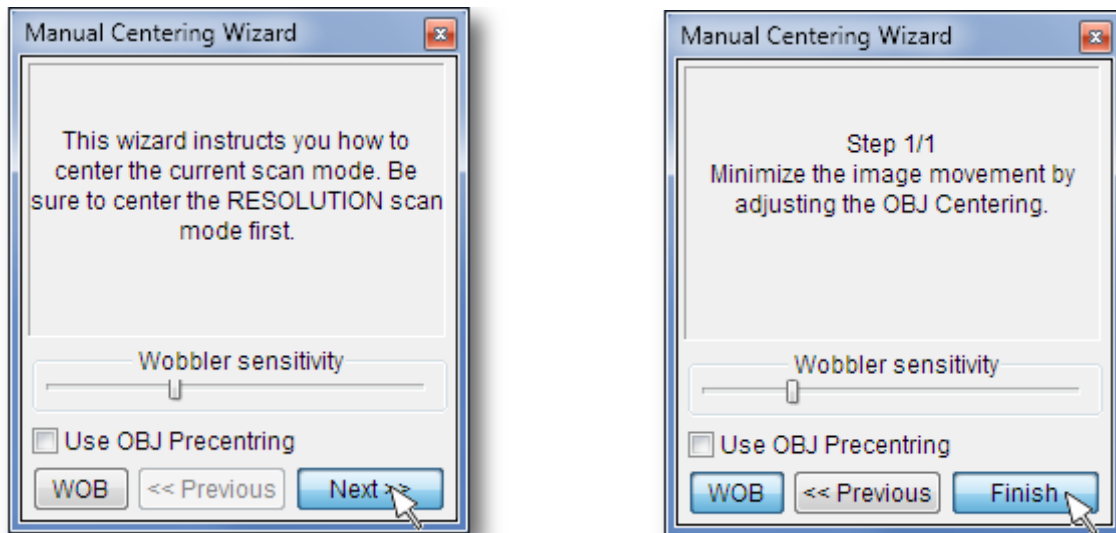 Manual Centering Wizard
This wizard instructs you how to
center the current scan mode. Be
sure to center the RESOLUTION scan
mode first.
Wobbler sensitivity
Use OBJ Precentring
WOB << Previous Next >>
Manual Centering Wizard
Step 1/1
Minimize the image movement by
adjusting the OBJ Centering.
Wobbler sensitivity
Use OBJ Precentring
WOB << Previous Finish